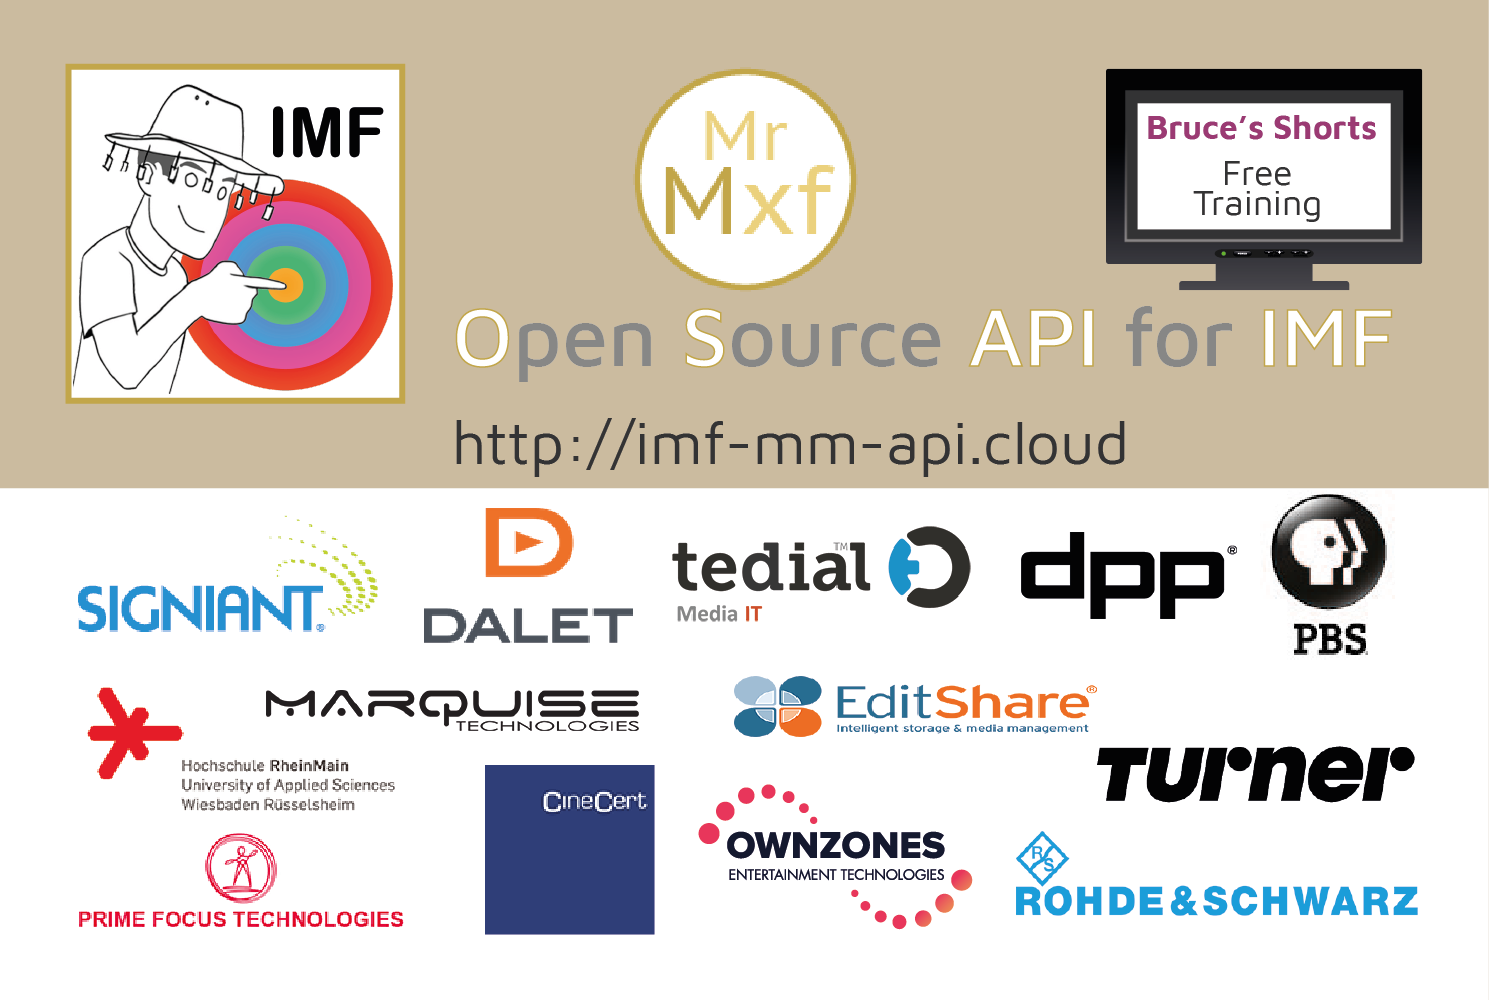 IMF
Mr
Mxf
Bruce's Shorts
Free
Training
Open Source API for IMF
http://imf-mm-api.cloud
SIGNIANT®
DALET
tedial™
Media IT
dpp®
PBS
MARQUISE
TECHNOLOGIES
EditShare®
Intelligent storage & media management
Hochschule RheinMain
University of Applied Sciences
Wiesbaden Rüsselsheim
CineCert
Turner
OWNZONES
ENTERTAINMENT TECHNOLOGIES
PRIME FOCUS TECHNOLOGIES
R
S
ROHDE&SCHWARZ